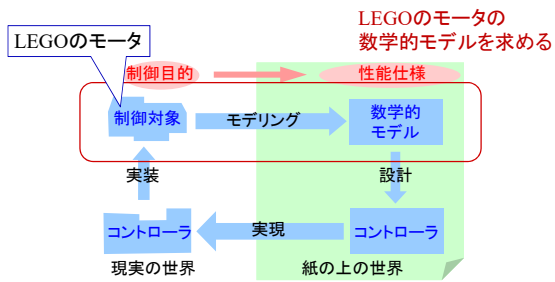 LEGOのモータの
数学的モデルを求める
LEGOのモータ
制御目的
性能仕様
制御対象
モデリング
数学的
モデル
実装
設計
コントローラ
実現
コントローラ
現実の世界
紙の上の世界